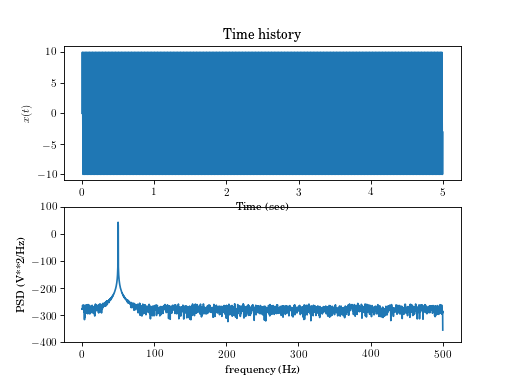 Time history
10
5
0
−5
−10
x(t)
0 1 2 3 4 5
Time (sec)
100
0
−100
−200
−300
−400
PSD (V**2/Hz)
0 100 200 300 400 500
frequency (Hz)